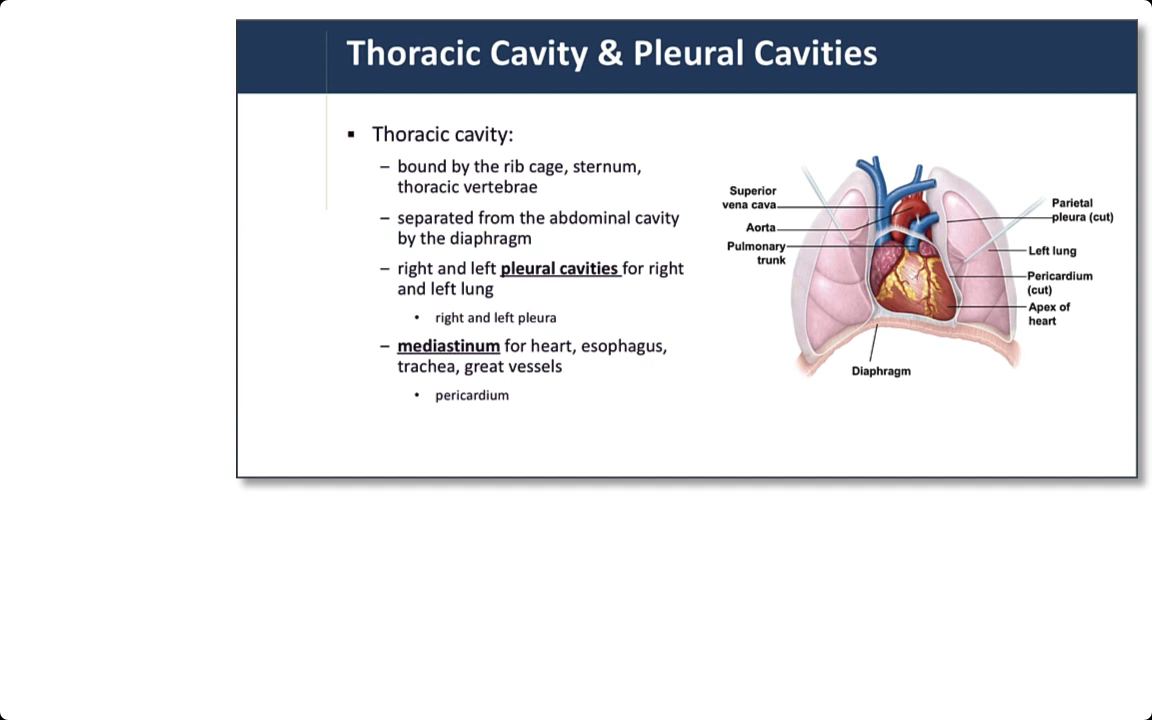 Thoracic Cavity & Pleural Cavities
▪ Thoracic cavity:
– bound by the rib cage, sternum,
thoracic vertebrae
– separated from the abdominal cavity
by the diaphragm
– right and left pleural cavities for right
and left lung
• right and left pleura
– mediastinum for heart, esophagus,
trachea, great vessels
• pericardium
Superior
vena cava
Aorta
Pulmonary
trunk
Parietal
pleura (cut)
Left lung
Pericardium
(cut)
Apex of
heart
Diaphragm